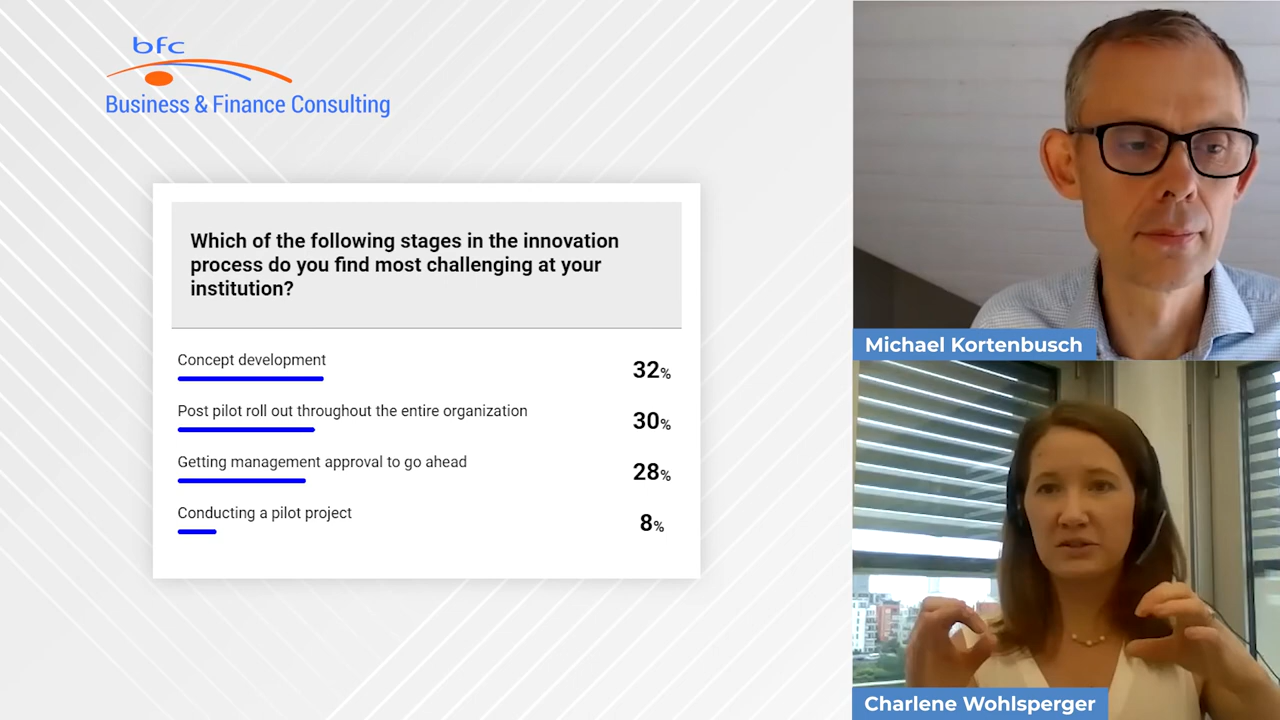 bfc
Business & Finance Consulting
Which of the following stages in the innovation
process do you find most challenging at your
institution?
Concept development
32%
Post pilot roll out throughout the entire organization
30%
Getting management approval to go ahead
28%
Conducting a pilot project
8%
Michael Kortenbusch
Charlene Wohlsperger